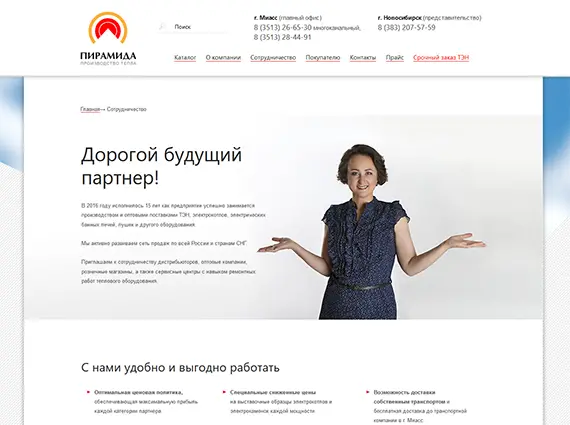 ПИРАМИДА
ПРОИЗВОДСТВО ТЕПЛА
Поиск
г. Миасс (главный офис)
8 (3513) 26-65-30 многоканальный,
8 (3513) 28-44-91
г. Новосибирск (представительство)
8 (383) 207-57-59
Каталог О компании Сотрудничество Покупателю Контакты Прайс Срочный заказ ТЭН
Главная→ Сотрудничество
Дорогой будущий
партнер!
В 2016 году исполнилось 15 лет как предприятие успешно занимается
производством и оптовыми поставками ТЭН, электрокотлов, электрических
банных печей, пушек и другого оборудования.
Мы активно развиваем сеть продаж по всей России и странам СНГ.
Приглашаем к сотрудничеству дистрибьюторов, оптовые компании,
розничные магазины, а также сервисные центры с навыком ремонтных
работ теплового оборудования.
С нами удобно и выгодно работать
Оптимальная ценовая политика,
обеспечивающая максимальную прибыль
каждой категории партнера
Специальные сниженные цены
на выставочные образцы электрокотлов и
электрокаменок каждой мощности
Возможность доставки
собственным транспортом и
бесплатная доставка до транспортной
компании в г. Миасс.